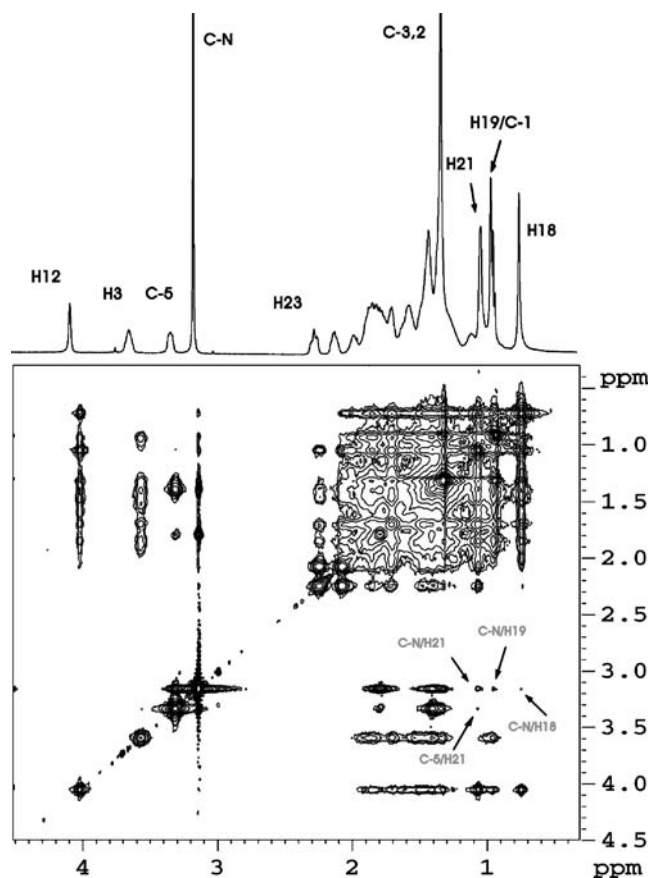 C-N
C-3,2
H19/C-1
H21
H18
H12
H3
C-5
H23
ppm
1.0
1.5
2.0
2.5
3.0
3.5
4.0
4.5
C-N/H21
C-N/H19
C-N/H18
C-5/H21
4
3
2
1
ppm